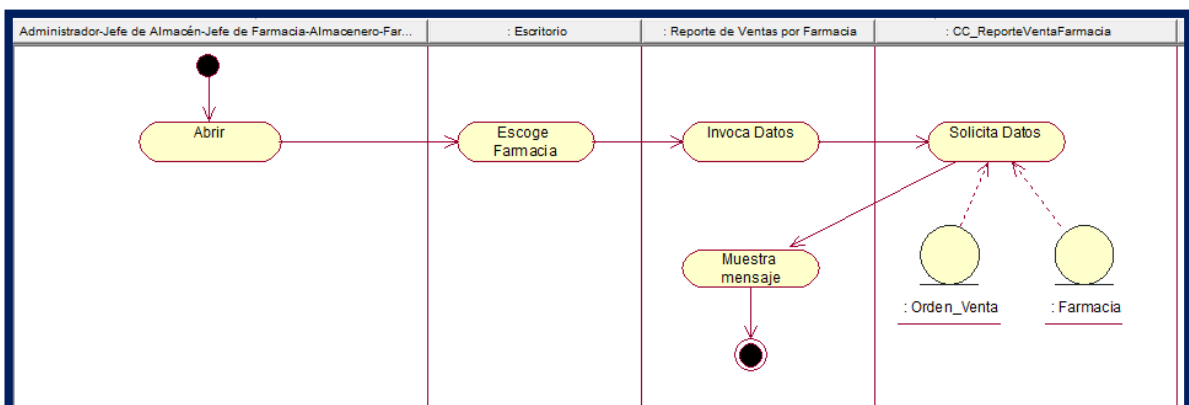 Administrador-Jefe de Almacén-Jefe de Farmacia-Almacenero-Far...
: Escritorio
: Reporte de Ventas por Farmacia
: CC_ReporteVentaFarmacia
Abrir
Escoge
Farmacia
Invoca Datos
Solicita Datos
Muestra
mensaje
: Orden_Venta
: Farmacia